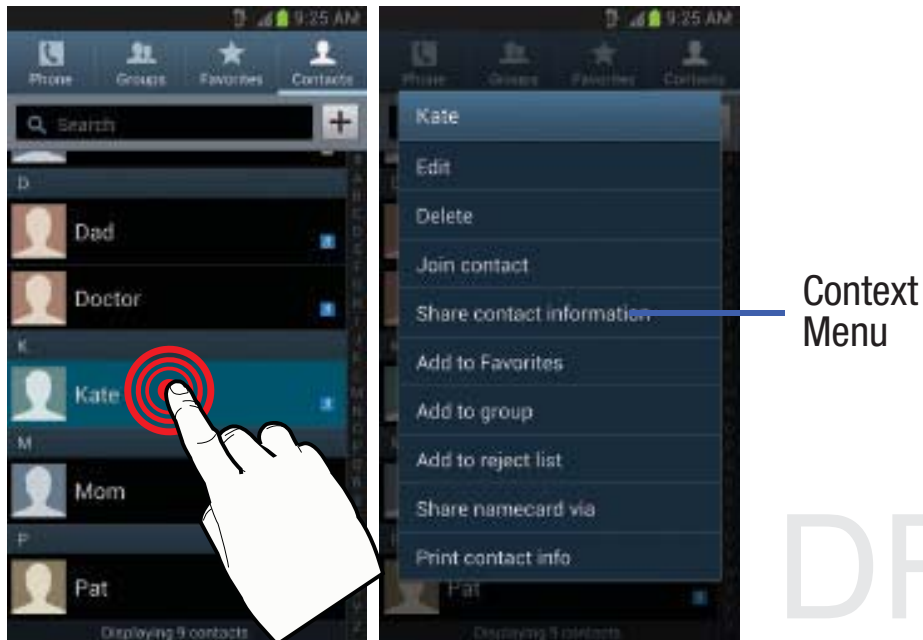 9:25 AM
Phone
Groups
Favorites
Contacts
Search
D
Dad
Doctor
K
Kate
M
Mom
P
Pat
Displaying 9 contacts
9:25 AM
Phone
Groups
Favorites
Contacts
Kate
Edit
Delete
Join contact
Share contact information
Add to Favorites
Add to group
Add to reject list
Share namecard via
Print contact info
Pat
Displaying 9 contacts
Context
Menu